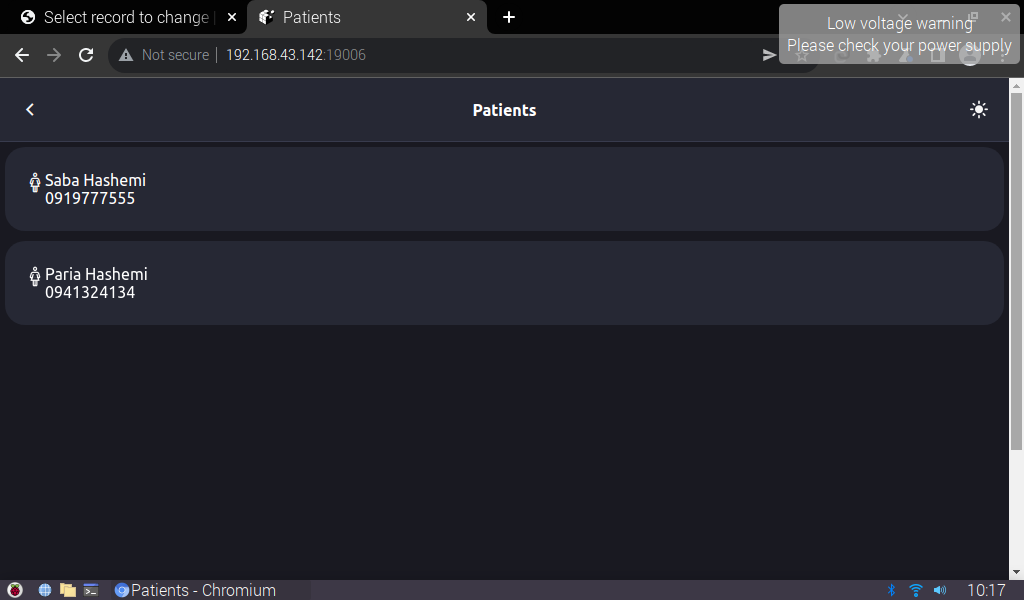 Select record to change
Patients
Low voltage warning
Please check your power supply
Not secure
192.168.43.142:19006
Patients
Saba Hashemi
0919777555
Paria Hashemi
0941324134
Patients - Chromium
10:17